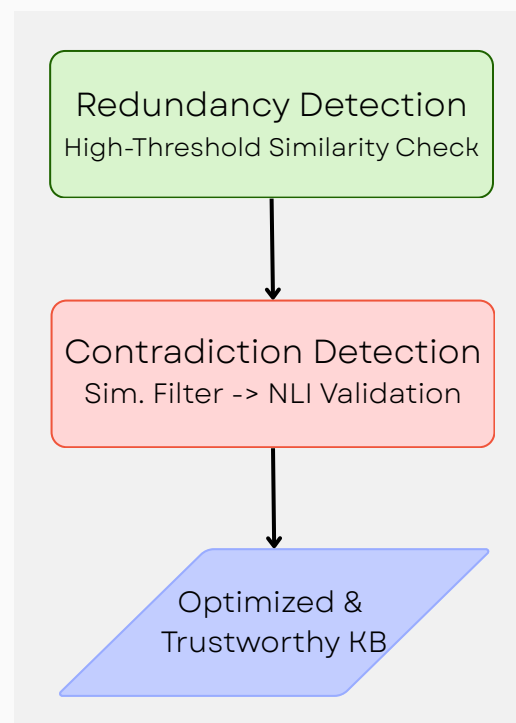 Redundancy Detection
High-Threshold Similarity Check
Contradiction Detection
Sim. Filter -> NLI Validation
Optimized &
Trustworthy KB